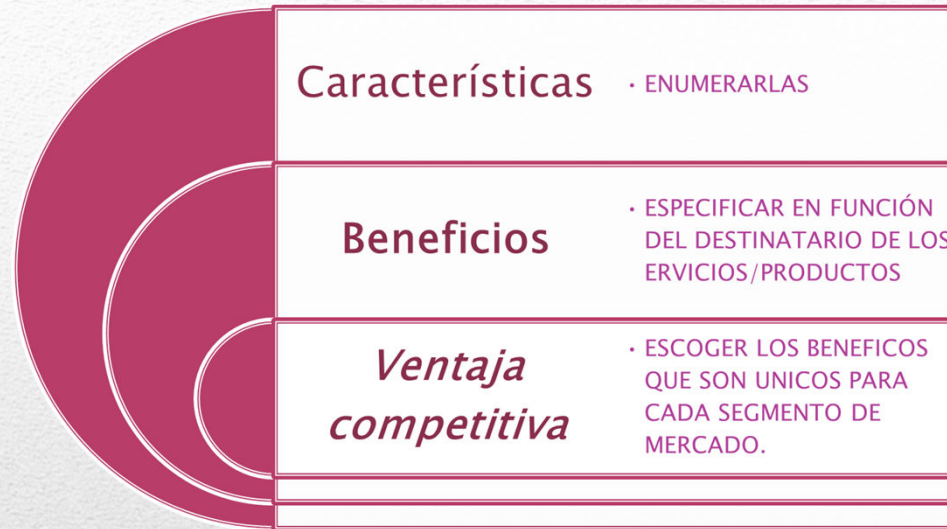 Características
• ENUMERARLAS
Beneficios
• ESPECIFICAR EN FUNCIÓN
DEL DESTINATARIO DE LOS
ERVICIOS/PRODUCTOS
Ventaja
competitiva
• ESCOGER LOS BENEFICOS
QUE SON UNICOS PARA
CADA SEGMENTO DE
MERCADO.